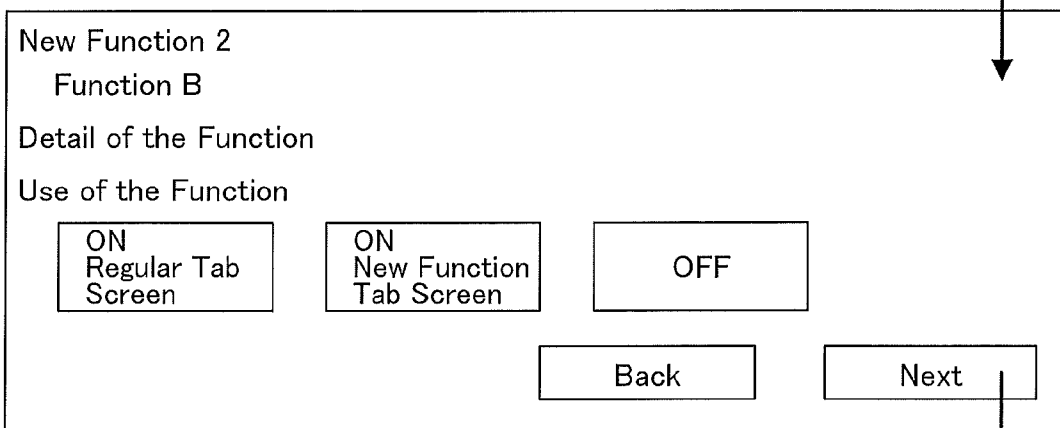 New Function 2
Function B
Detail of the Function
Use of the Function
ON
Regular Tab
Screen
ON
New Function
Tab Screen
OFF
Back
Next